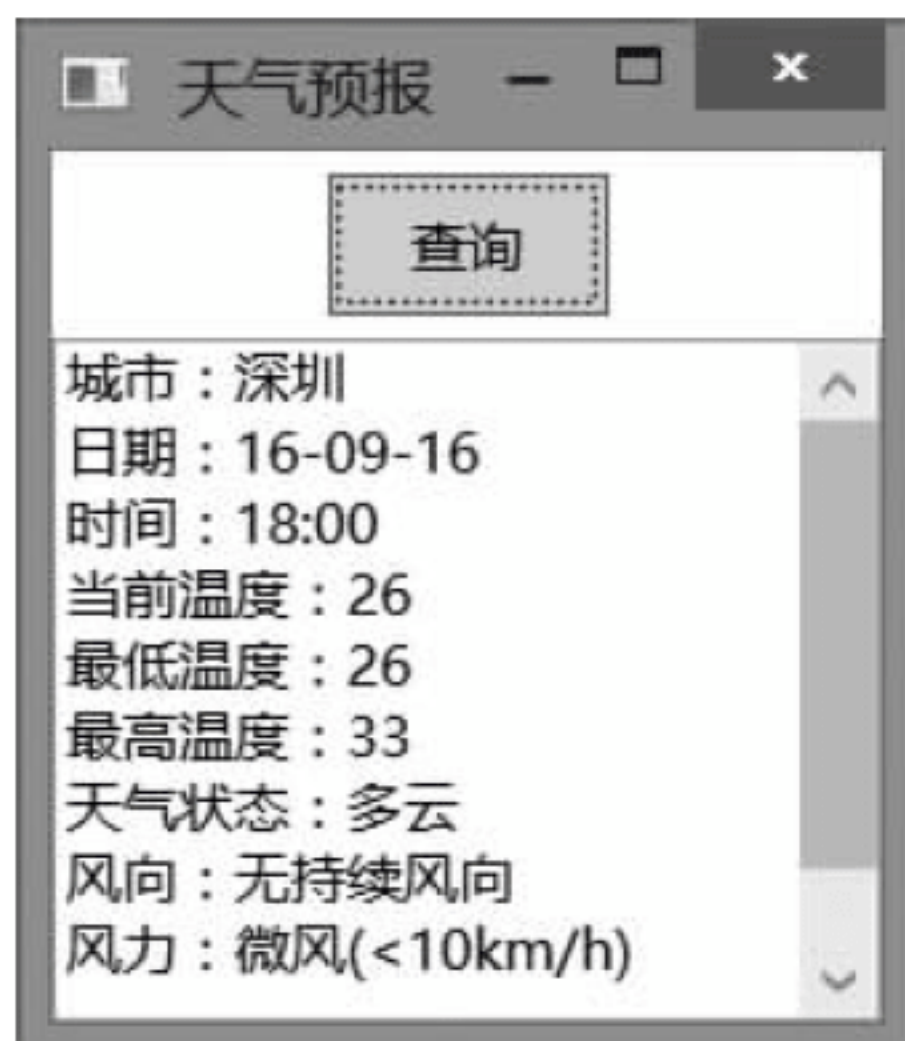 天气预报
查询
城市：深圳
日期：16-09-16
时间：18:00
当前温度：26
最低温度：26
最高温度：33
天气状态：多云
风向：无持续风向
风力：微风(<10km/h)